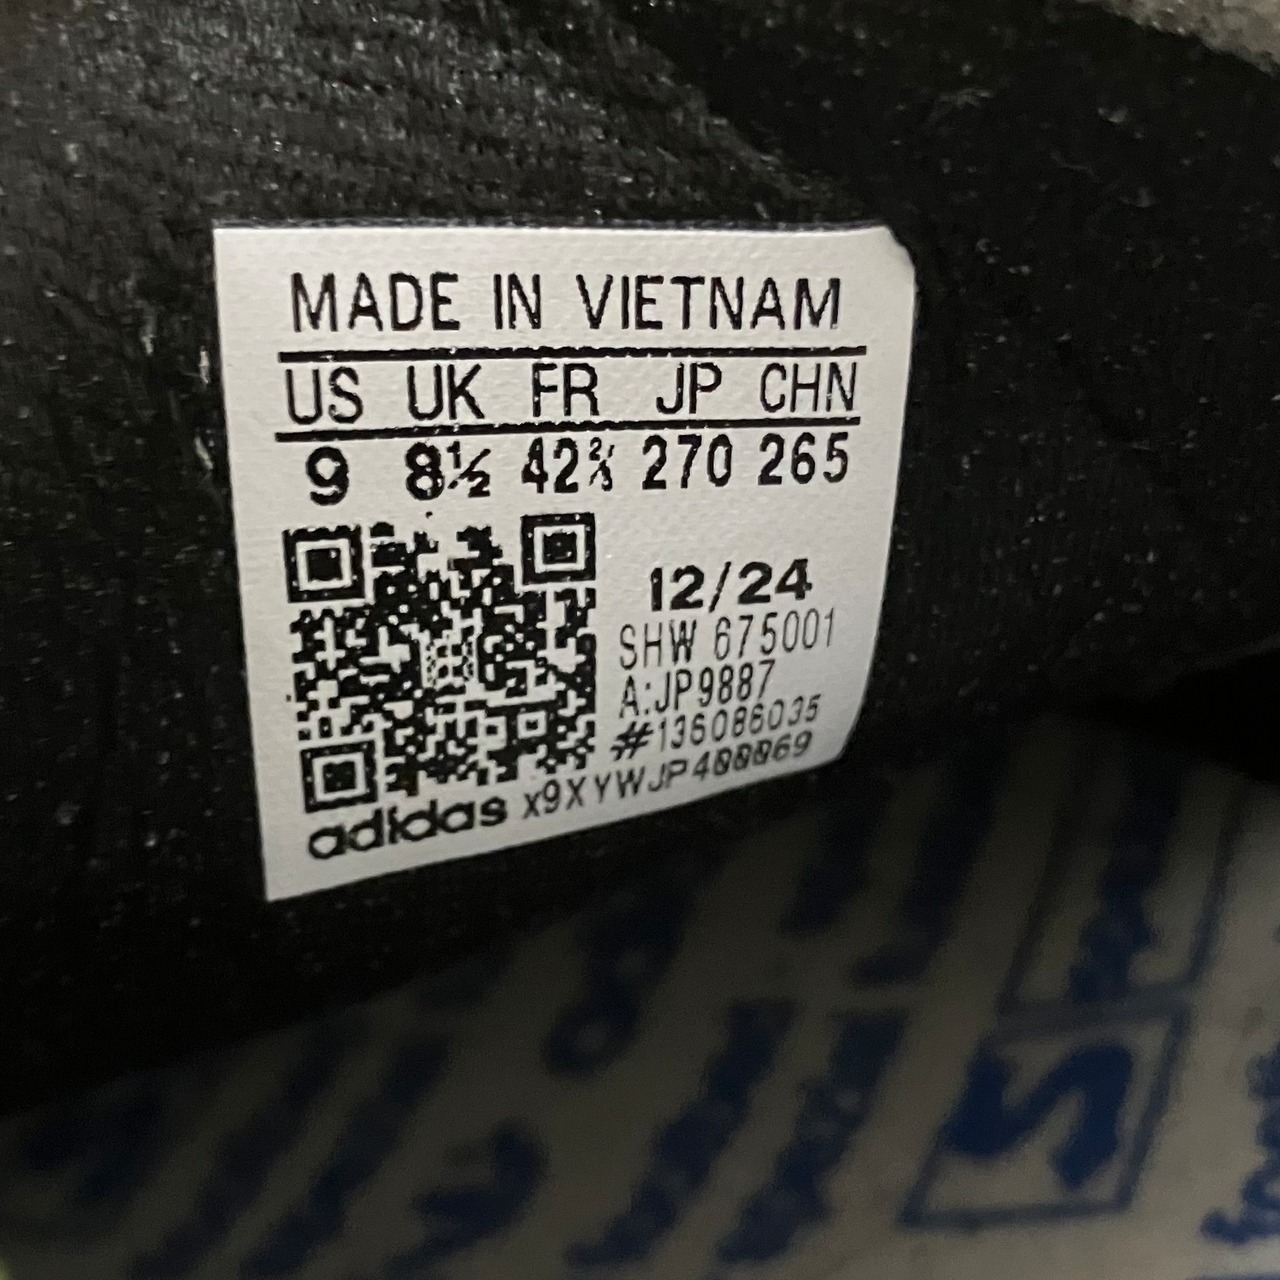 MADE IN VIETNAM
US UK FR JP CHN
9 8½ 42⅔ 270 265
12/24
SHW 675001
A:JP9887
#136086035
adidas x9XYWJP400069